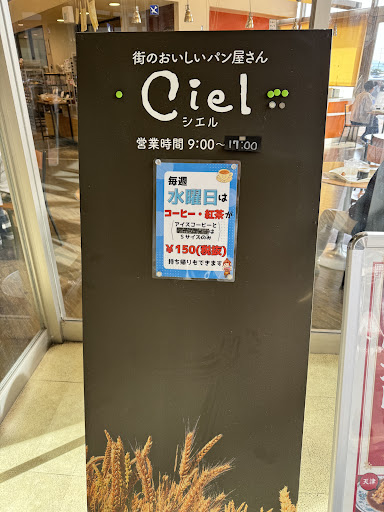 街のおいしいパン屋さん
Ciel
シエル
営業時間 9:00～17:00
毎週
水曜日は
コーヒー・紅茶が
アイスコーヒーと
は
Sサイズのみ
￥150(税抜)
持ち帰りもできます
天津